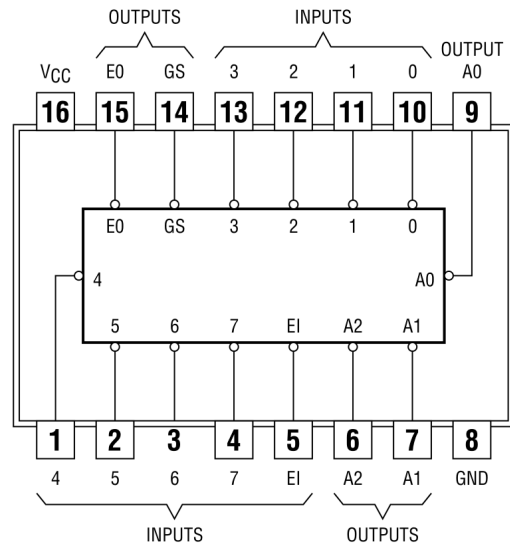 OUTPUTS INPUTS
OUTPUT
VCC E0 GS 3 2 1 0 A0
16 15 14 13 12 11 10 9
E0 GS 3 2 1 0
4 A0
5 6 7 EI A2 A1
1 2 3 4 5 6 7 8
4 5 6 7 EI A2 A1 GND
INPUTS OUTPUTS